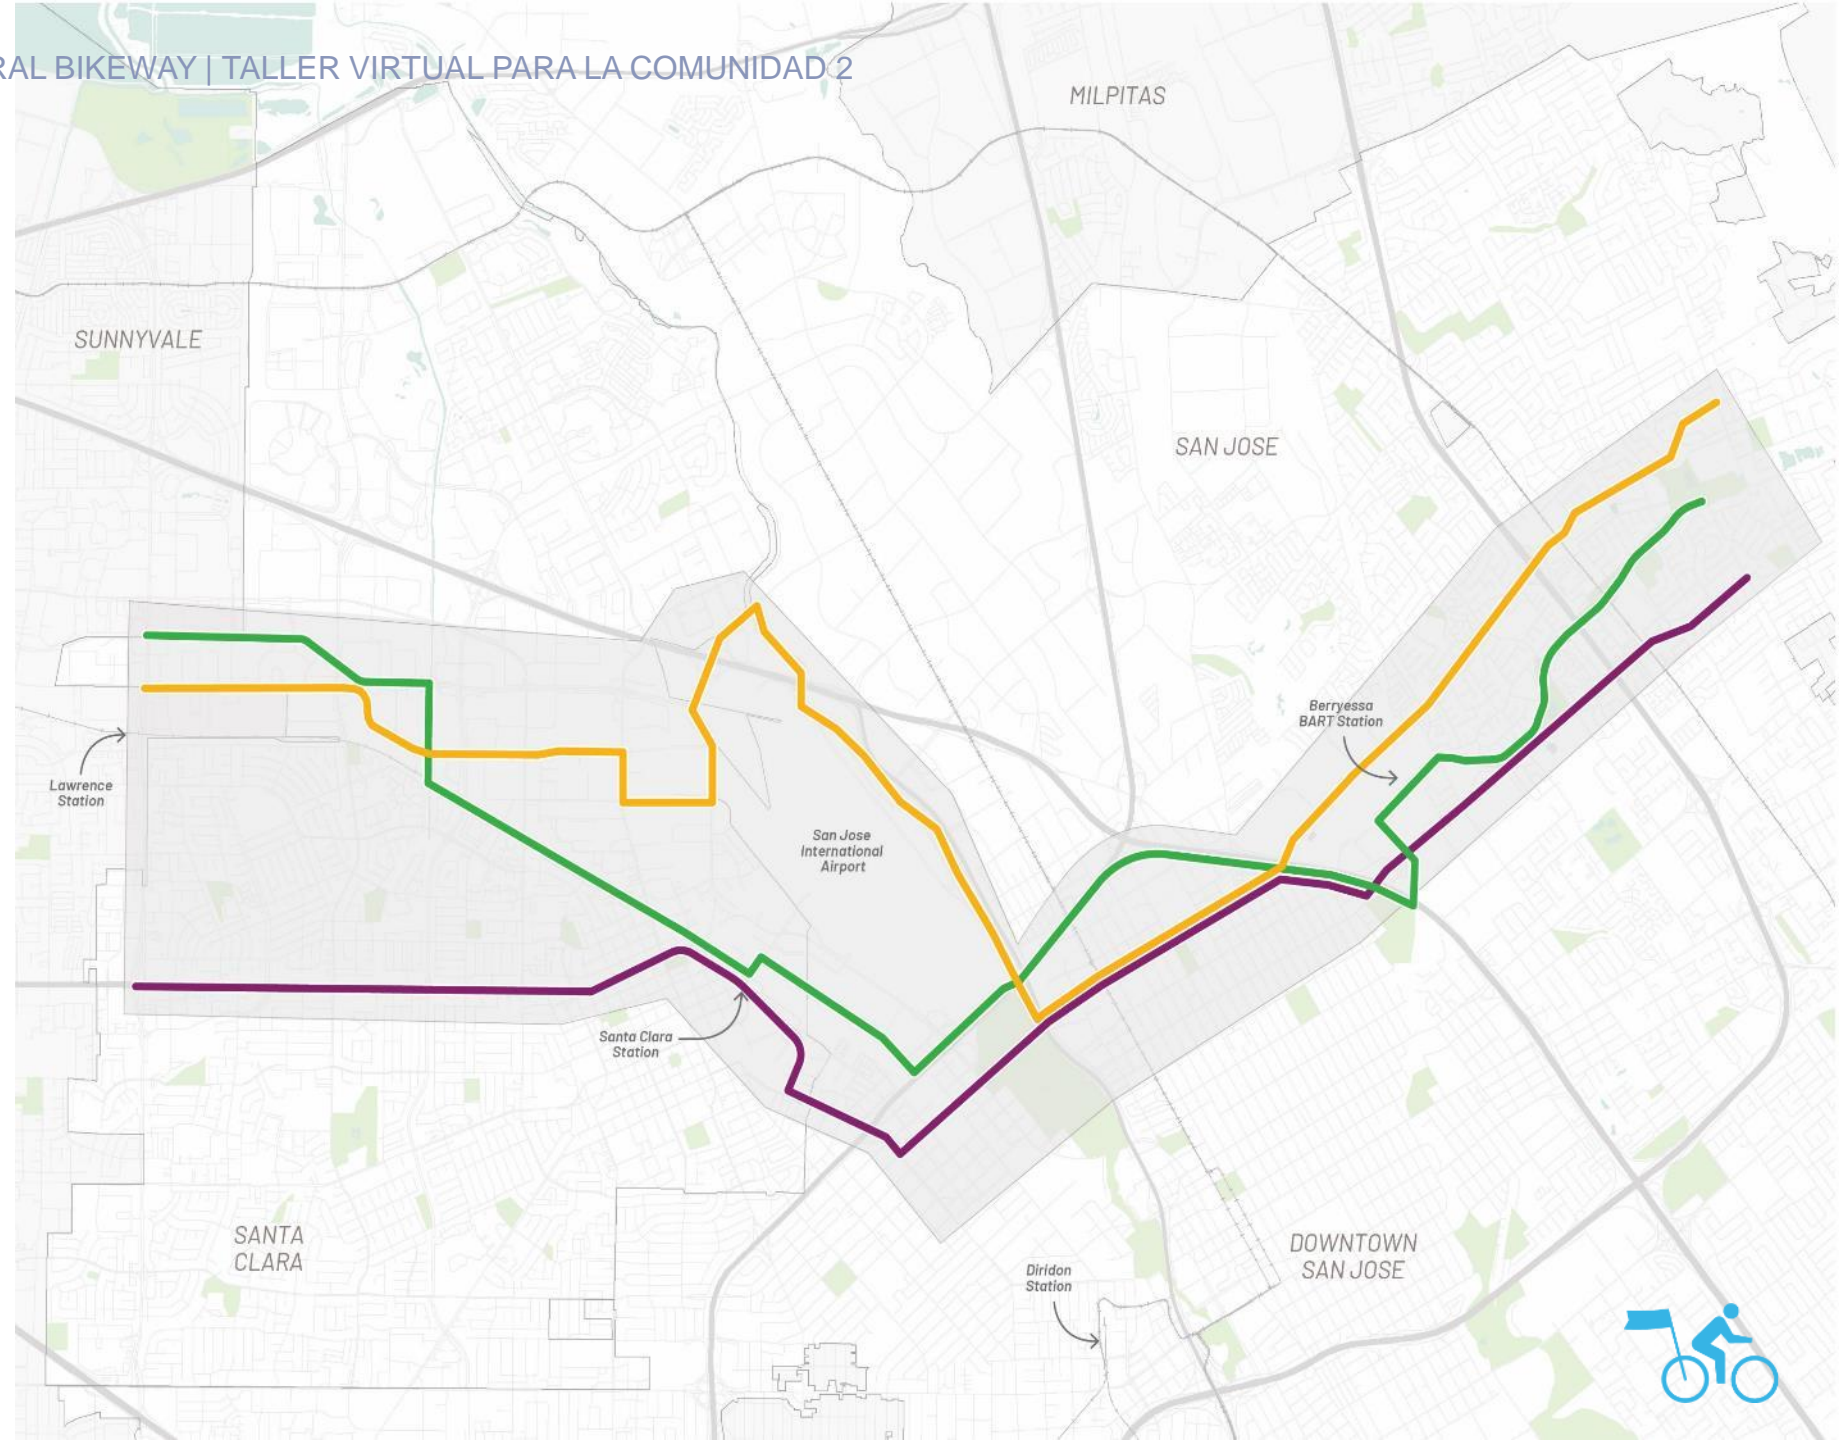 RAL BIKEWAY | TALLER VIRTUAL PARA LA COMUNIDAD 2
MILPITAS
SUNNYVALE
SAN JOSE
Berryessa
BART Station
Lawrence
Station
San Jose
International
Airport
Santa Clara
Station
SANTA
CLARA
DOWNTOWN
SAN JOSE
Diridon
Station